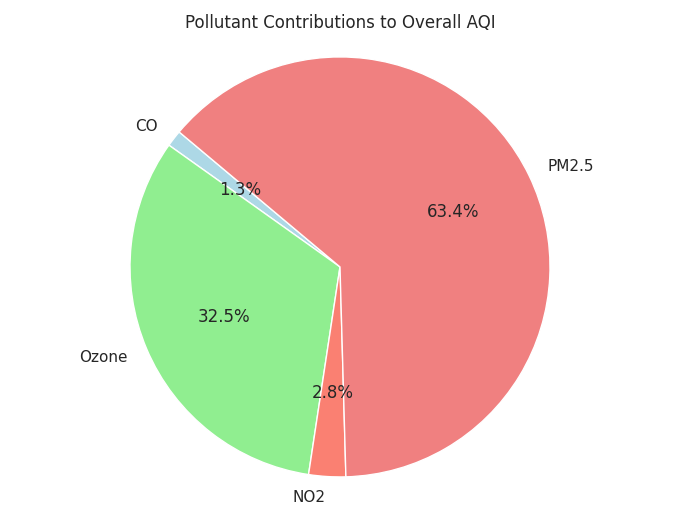 Pollutant Contributions to Overall AQI
CO
PM2.5
1.3%
63.4%
32.5%
Ozone
2.8%
NO2